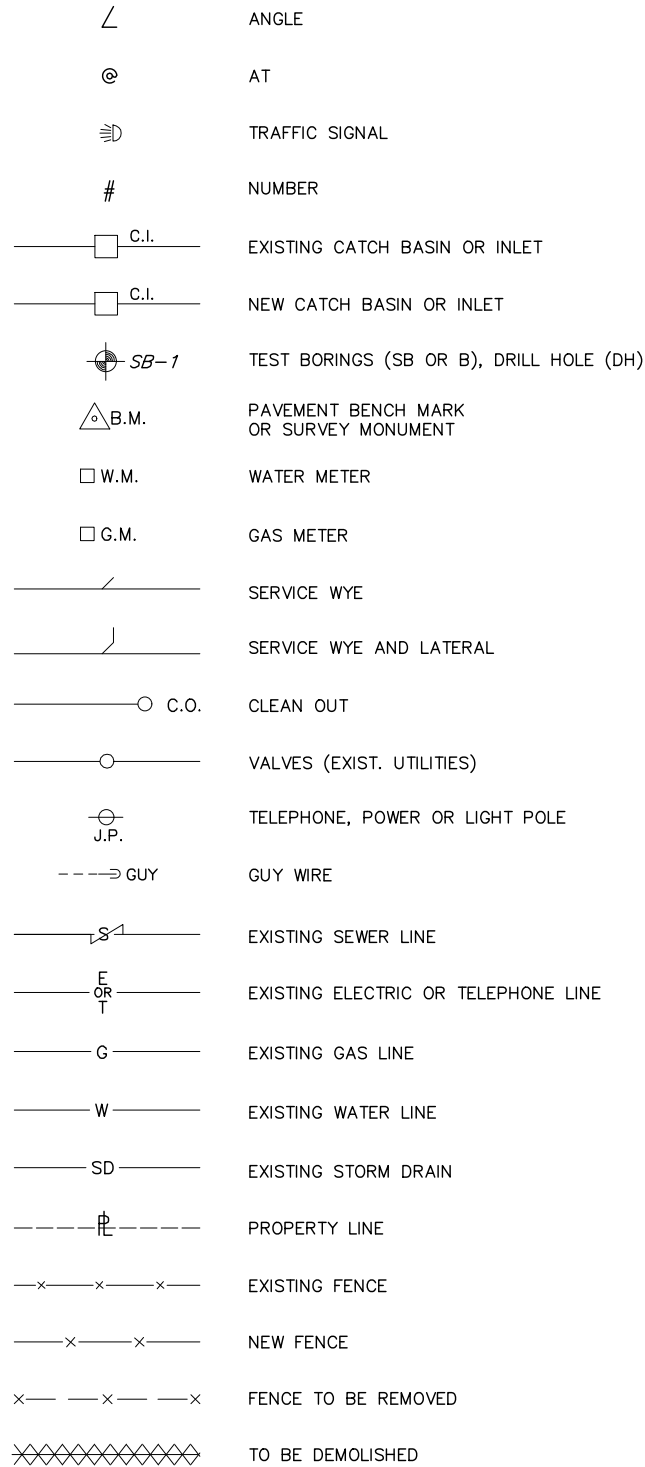 ∠ ANGLE
@ AT
TRAFFIC SIGNAL
# NUMBER
C.I. EXISTING CATCH BASIN OR INLET
C.I. NEW CATCH BASIN OR INLET
SB-1 TEST BORINGS (SB OR B), DRILL HOLE (DH)
B.M. PAVEMENT BENCH MARK
OR SURVEY MONUMENT
W.M. WATER METER
G.M. GAS METER
SERVICE WYE
SERVICE WYE AND LATERAL
C.O. CLEAN OUT
VALVES (EXIST. UTILITIES)
J.P. TELEPHONE, POWER OR LIGHT POLE
GUY GUY WIRE
S EXISTING SEWER LINE
E
OR EXISTING ELECTRIC OR TELEPHONE LINE
T
G EXISTING GAS LINE
W EXISTING WATER LINE
SD EXISTING STORM DRAIN
PL PROPERTY LINE
EXISTING FENCE
NEW FENCE
FENCE TO BE REMOVED
TO BE DEMOLISHED